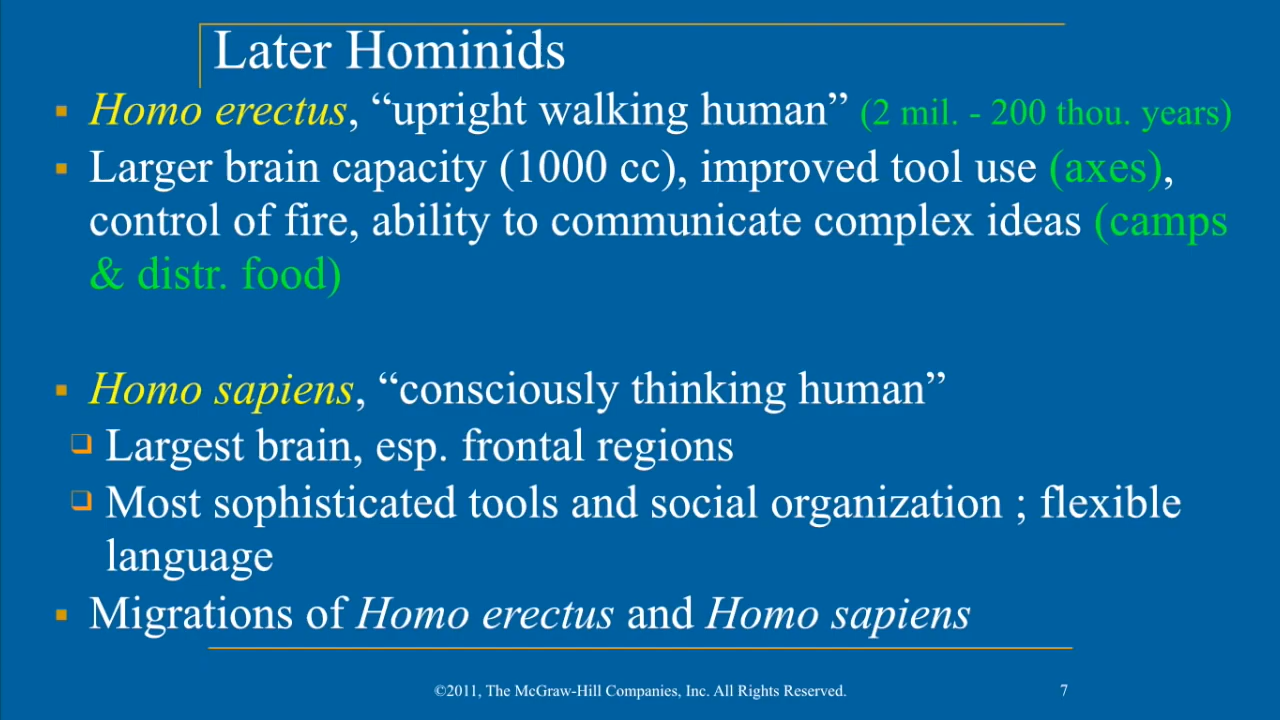 Later Hominids
▪ Homo erectus, “upright walking human” (2 mil. - 200 thou. years)
▪ Larger brain capacity (1000 cc), improved tool use (axes),
control of fire, ability to communicate complex ideas (camps
& distr. food)
▪ Homo sapiens, “consciously thinking human”
❑ Largest brain, esp. frontal regions
❑ Most sophisticated tools and social organization ; flexible
language
▪ Migrations of Homo erectus and Homo sapiens
©2011, The McGraw-Hill Companies, Inc. All Rights Reserved.
7